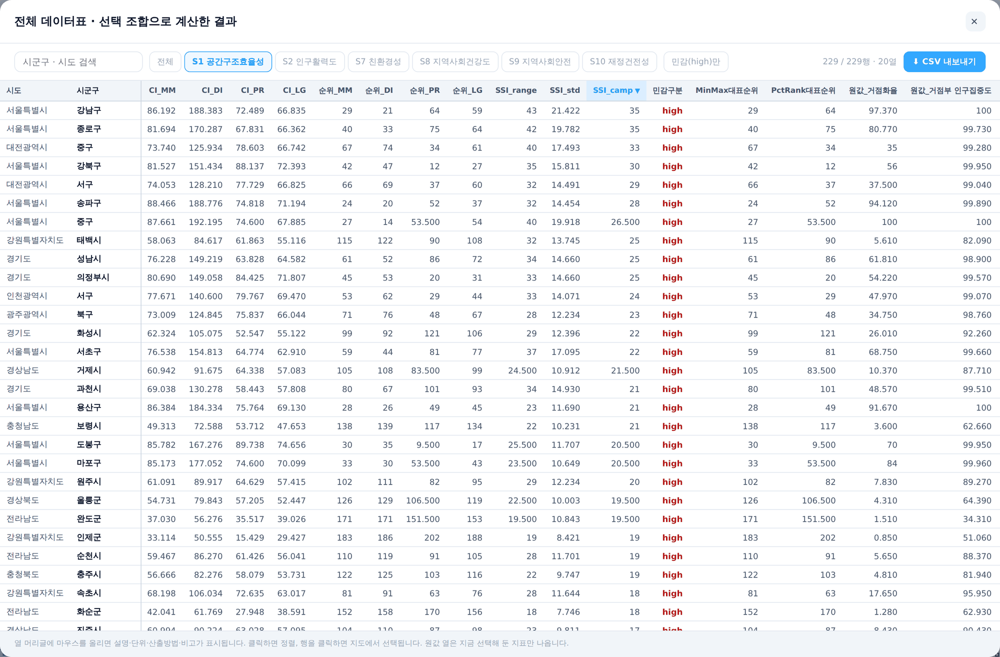 전체 데이터표 · 선택 조합으로 계산한 결과
×
시군구 · 시도 검색 전체 S1 공간구조효율성 S2 인구활력도 S7 친환경성 S8 지역사회건강도 S9 지역사회안전 S10 재정건전성 민감(high)만 229 / 229행 · 20열 ⬇ CSV 내보내기
시도 시군구 CI_MM CI_DI CI_PR CI_LG 순위_MM 순위_DI 순위_PR 순위_LG SSI_range SSI_std SSI_camp ▼ 민감구분 MinMax대표순위 PctRank대표순위 원값_거점화율 원값_거점부 인구집중도
서울특별시 강남구 86.192 188.383 72.489 66.835 29 21 64 59 43 21.422 35 high 29 64 97.370 100
서울특별시 종로구 81.694 170.287 67.831 66.362 40 33 75 64 42 19.782 35 high 40 75 80.770 99.730
대전광역시 중구 73.740 125.934 78.603 66.742 67 74 34 61 40 17.493 33 high 67 34 35 99.280
서울특별시 강북구 81.527 151.434 88.137 72.393 42 47 12 27 35 15.811 30 high 42 12 56 99.950
대전광역시 서구 74.053 128.210 77.729 66.825 66 69 37 60 32 14.491 29 high 66 37 37.500 99.040
서울특별시 송파구 88.466 188.776 74.818 71.194 24 20 52 37 32 14.454 28 high 24 52 94.120 99.890
서울특별시 중구 87.661 192.195 74.600 67.885 27 14 53.500 54 40 19.918 26.500 high 27 53.500 100 100
강원특별자치도 태백시 58.063 84.617 61.863 55.116 115 122 90 108 32 13.745 25 high 115 90 5.610 82.090
경기도 성남시 76.228 149.219 63.828 64.582 61 52 86 72 34 14.660 25 high 61 86 61.810 98.900
경기도 의정부시 80.690 149.058 84.425 71.807 45 53 20 31 33 14.660 25 high 45 20 54.220 99.570
인천광역시 서구 77.671 140.600 79.767 69.470 53 62 29 44 33 14.071 24 high 53 29 47.970 99.070
광주광역시 북구 73.009 124.845 75.837 66.044 71 76 48 67 28 12.234 23 high 71 48 34.750 98.760
경기도 화성시 62.324 105.075 52.547 55.122 99 92 121 106 29 12.396 22 high 99 121 26.010 92.260
서울특별시 서초구 76.538 154.813 64.774 62.910 59 44 81 77 37 17.095 22 high 59 81 68.750 99.660
경상남도 거제시 60.942 91.675 64.338 57.083 105 108 83.500 99 24.500 10.912 21.500 high 105 83.500 10.370 87.710
경기도 과천시 69.038 130.278 58.443 57.808 80 67 101 93 34 14.930 21 high 80 101 48.570 99.510
서울특별시 용산구 86.384 184.334 75.764 69.130 28 26 49 45 23 11.690 21 high 28 49 91.670 100
충청남도 보령시 49.313 72.588 53.712 47.653 138 139 117 134 22 10.231 21 high 138 117 3.600 62.660
서울특별시 도봉구 85.782 167.276 89.738 74.656 30 35 9.500 17 25.500 11.707 20.500 high 30 9.500 70 99.950
서울특별시 마포구 85.173 177.052 74.600 70.099 33 30 53.500 43 23.500 10.649 20.500 high 33 53.500 84 99.960
강원특별자치도 원주시 61.091 89.917 64.629 57.415 102 111 82 95 29 12.234 20 high 102 82 7.830 89.270
경상북도 울릉군 54.731 79.843 57.205 52.447 126 129 106.500 119 22.500 10.003 19.500 high 126 106.500 4.310 64.390
전라남도 완도군 37.030 56.276 35.517 39.026 171 171 151.500 153 19.500 10.843 19.500 high 171 151.500 1.510 34.310
강원특별자치도 인제군 33.114 50.555 15.429 29.427 183 186 202 188 19 8.421 19 high 183 202 0.850 51.060
전라남도 순천시 59.467 86.270 61.426 56.041 110 119 91 105 28 11.701 19 high 110 91 5.650 88.370
충청북도 충주시 56.666 82.276 58.079 53.731 122 125 103 116 22 9.747 19 high 122 103 4.810 81.940
강원특별자치도 속초시 68.198 106.034 72.635 63.017 81 91 63 76 28 11.644 18 high 81 63 17.650 95.950
전라남도 화순군 42.041 61.769 27.948 38.591 152 158 170 156 18 7.746 18 high 152 170 1.280 62.930
경상남도 진주시 60.994 90.224 63.028 57.095 104 110 87 98 23 9.811 17 high 104 87 8.430 90.430
열 머리글에 마우스를 올리면 설명·단위·산출방법·비고가 표시됩니다. 클릭하면 정렬, 행을 클릭하면 지도에서 선택됩니다. 원값 열은 지금 선택해 둔 지표만 나옵니다.